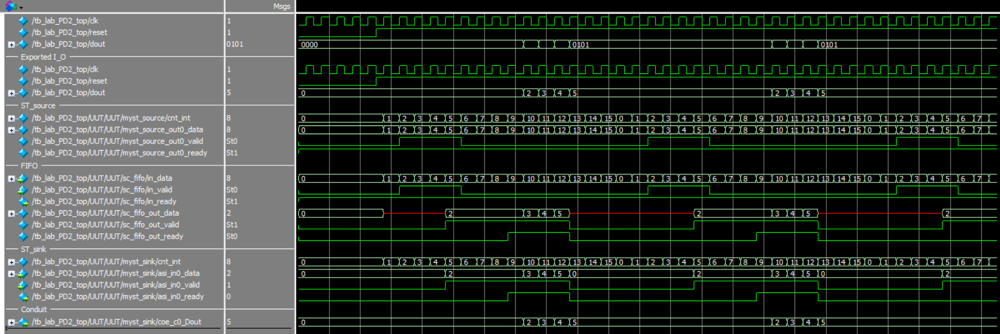 Msgs
/tb_lab_PD2_top/clk 1
/tb_lab_PD2_top/reset 1
/tb_lab_PD2_top/dout 0101 0000 0101 0101
Exported I_O
/tb_lab_PD2_top/clk 1
/tb_lab_PD2_top/reset 1
/tb_lab_PD2_top/dout 5 0 2 3 4 5 2 3 4 5
ST_source
/tb_lab_PD2_top/UUT/UUT/myst_source/cnt_int 8 0 1 2 3 4 5 6 7 8 9 10 11 12 13 14 15 0 1 2 3 4 5 6 7 8 9 10 11 12 13 14 15 0 1 2 3 4 5 6 7
/tb_lab_PD2_top/UUT/UUT/myst_source_out0_data 8 0 1 2 3 4 5 6 7 8 9 10 11 12 13 14 15 0 1 2 3 4 5 6 7 8 9 10 11 12 13 14 15 0 1 2 3 4 5 6 7
/tb_lab_PD2_top/UUT/UUT/myst_source_out0_valid St0
/tb_lab_PD2_top/UUT/UUT/myst_source_out0_ready St1
FIFO
/tb_lab_PD2_top/UUT/UUT/sc_fifo/in_data 8 0 1 2 3 4 5 6 7 8 9 10 11 12 13 14 15 0 1 2 3 4 5 6 7 8 9 10 11 12 13 14 15 0 1 2 3 4 5 6 7
/tb_lab_PD2_top/UUT/UUT/sc_fifo/in_valid St0
/tb_lab_PD2_top/UUT/UUT/sc_fifo/in_ready St1
/tb_lab_PD2_top/UUT/UUT/sc_fifo_out_data 2 0 2 3 4 5 2 3 4 5 2
/tb_lab_PD2_top/UUT/UUT/sc_fifo_out_valid St1
/tb_lab_PD2_top/UUT/UUT/sc_fifo_out_ready St0
ST_sink
/tb_lab_PD2_top/UUT/UUT/myst_sink/cnt_int 8 0 1 2 3 4 5 6 7 8 9 10 11 12 13 14 15 0 1 2 3 4 5 6 7 8 9 10 11 12 13 14 15 0 1 2 3 4 5 6 7
/tb_lab_PD2_top/UUT/UUT/myst_sink/asi_in0_data 2 0 2 3 4 5 0 2 3 4 5 0 2
/tb_lab_PD2_top/UUT/UUT/myst_sink/asi_in0_valid 1
/tb_lab_PD2_top/UUT/UUT/myst_sink/asi_in0_ready 0
Conduit
/tb_lab_PD2_top/UUT/UUT/myst_sink/coe_c0_Dout 5 0 2 3 4 5 2 3 4 5